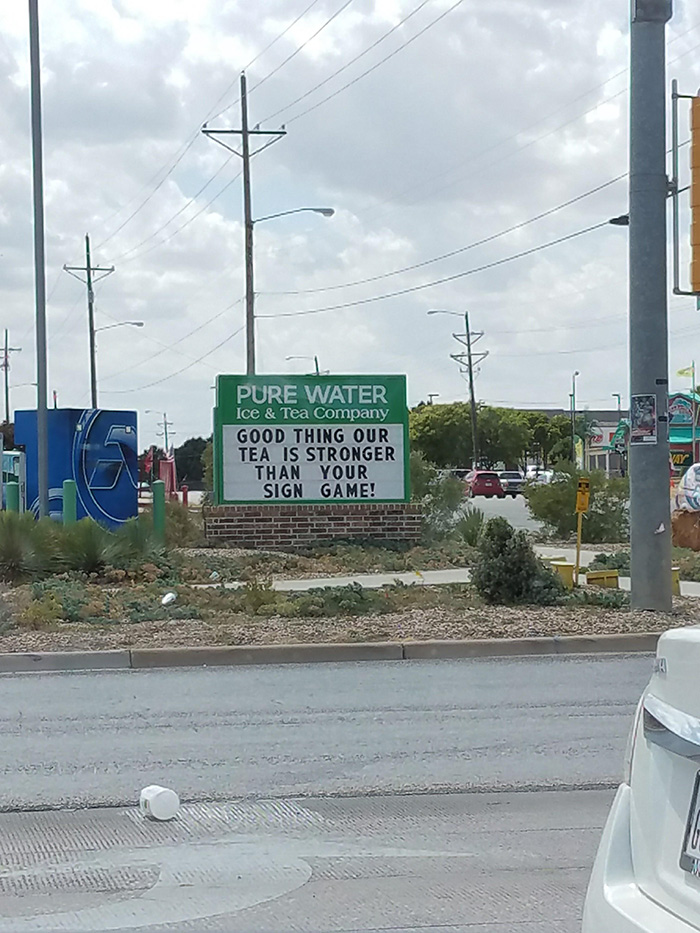 PURE WATER
Ice & Tea Company
GOOD THING OUR
TEA IS STRONGER
THAN YOUR
SIGN GAME!